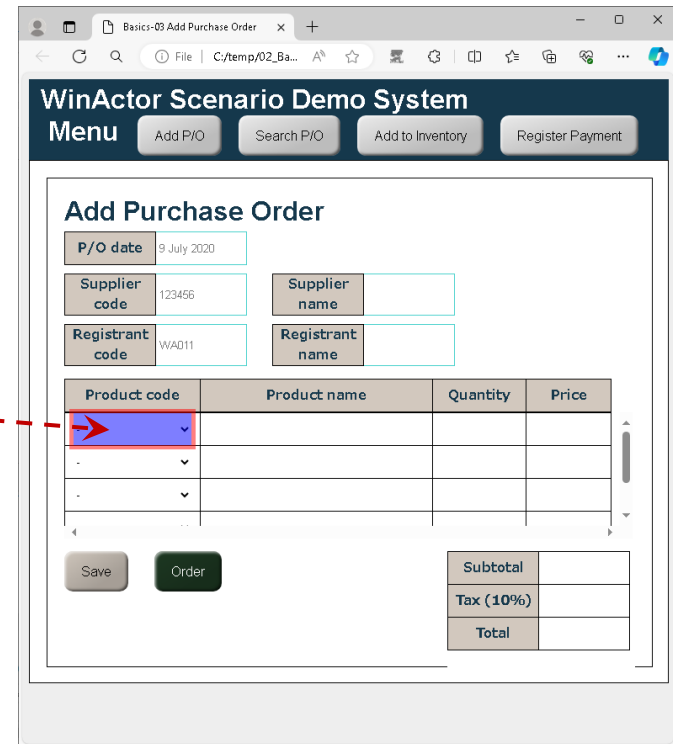 Basics-03 Add Purchase Order
File | C:/temp/02_Ba...
WinActor Scenario Demo System
Menu Add P/O Search P/O Add to Inventory Register Payment
Add Purchase Order
P/O date 9 July 2020
Supplier code 123456 Supplier name
Registrant code WA011 Registrant name
Product code Product name Quantity Price
-
-
-
Save Order
Subtotal
Tax (10%)
Total